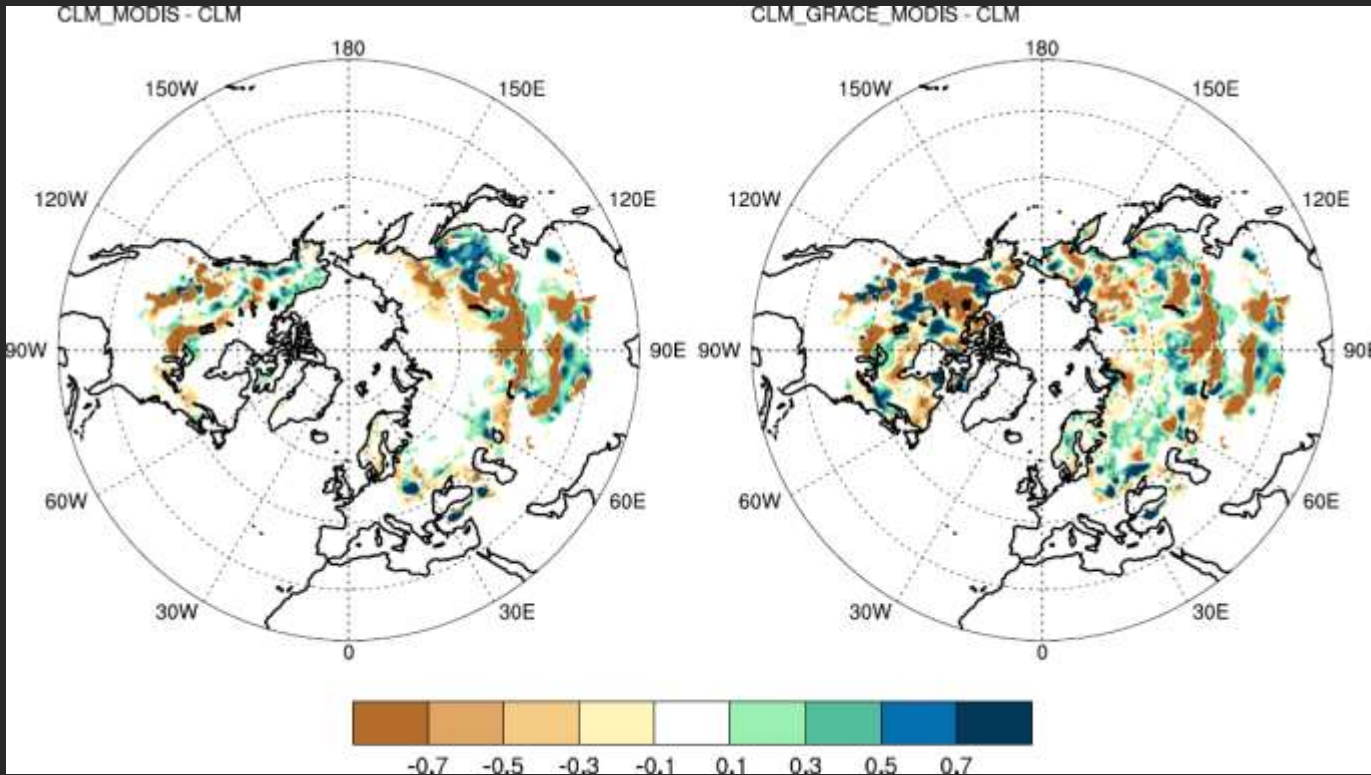 CLM_MODIS - CLM
CLM_GRACE_MODIS - CLM
180
180
150W
150E
150W
150E
120W
120E
120W
120E
90W
90E
90W
90E
60W
60E
60W
60E
30W
30E
30W
30E
0
0
-0.7 -0.5 -0.3 -0.1 0.1 0.3 0.5 0.7